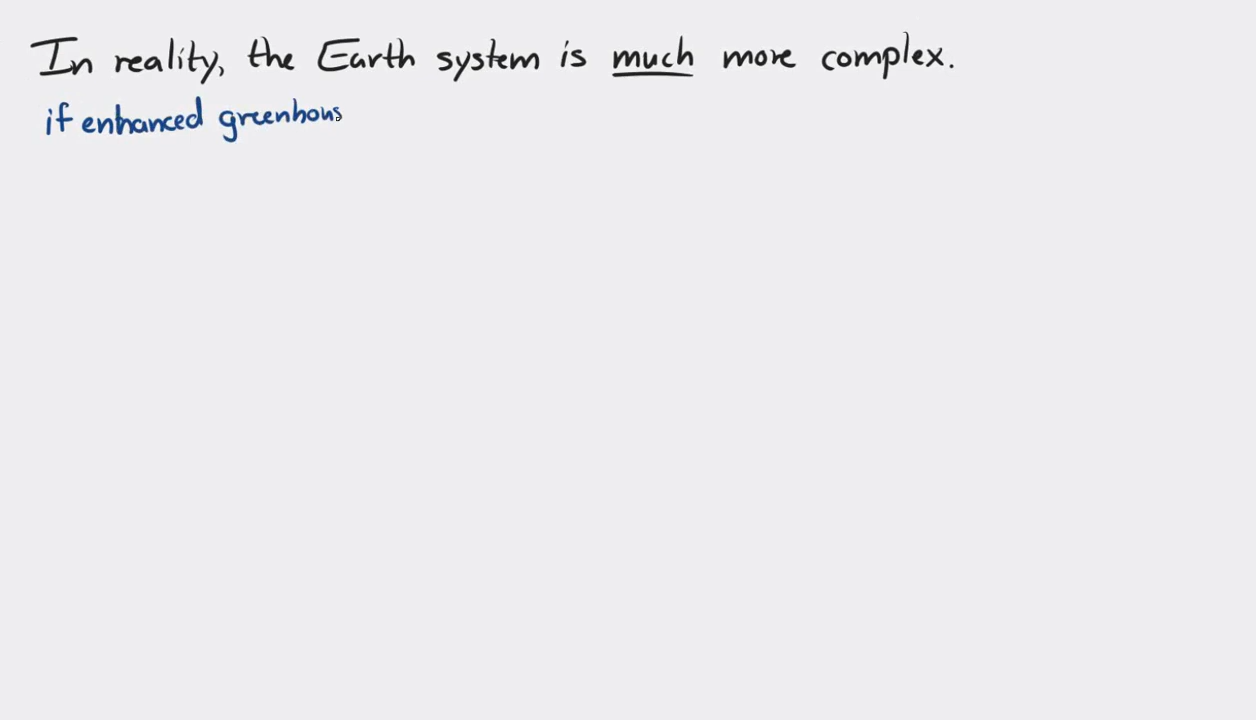 In reality, the Earth system is much more complex.
if enhanced greenhous